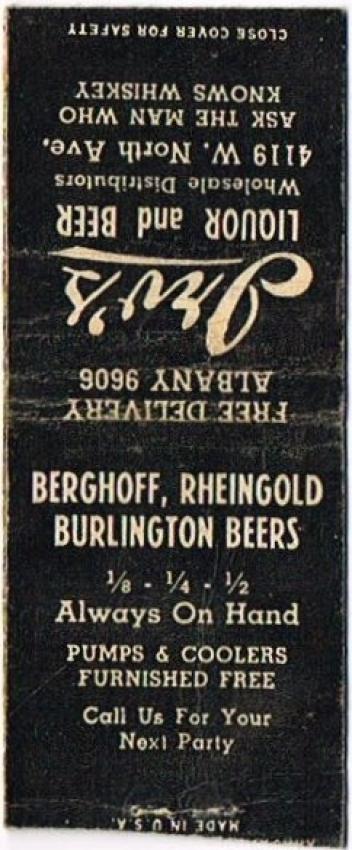 FREE DELIVERY
ALBANY 9606
Irv's
LIQUOR and BEER
Wholesale Distributors
4119 W. North Ave.
ASK THE MAN WHO
KNOWS WHISKEY
CLOSE COVER FOR SAFETY
BERGHOFF, RHEINGOLD
BURLINGTON BEERS
1/8 - 1/4 - 1/2
Always On Hand
PUMPS & COOLERS
FURNISHED FREE
Call Us For Your
Next Party
MADE IN U.S.A.